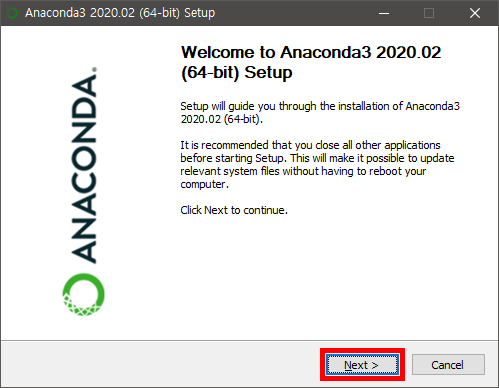 Anaconda3 2020.02 (64-bit) Setup
Welcome to Anaconda3 2020.02
(64-bit) Setup
Setup will guide you through the installation of Anaconda3
2020.02 (64-bit).
It is recommended that you close all other applications
before starting Setup. This will make it possible to update
relevant system files without having to reboot your
computer.
Click Next to continue.
ANACONDA.
Next >
Cancel